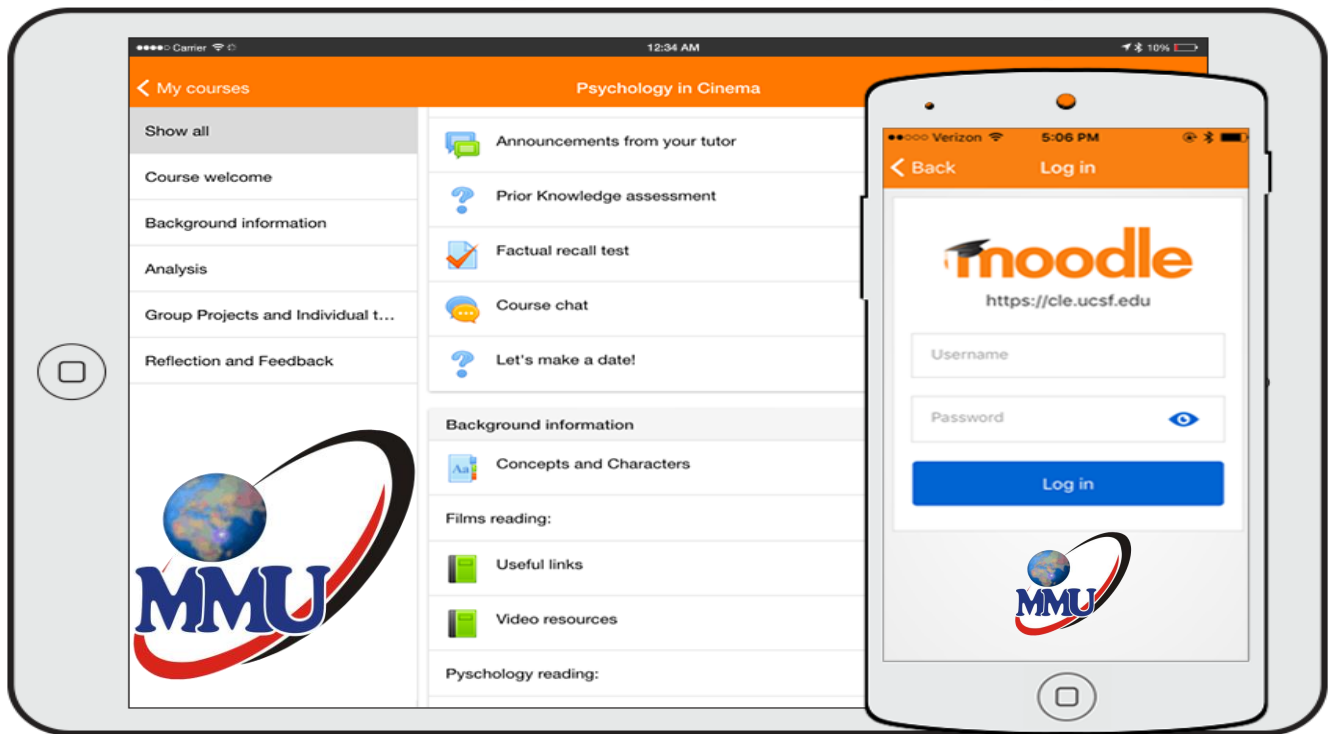 Carrier
12:34 AM
10%
My courses
Psychology in Cinema
Show all
Course welcome
Background information
Analysis
Group Projects and Individual t...
Reflection and Feedback
MMU
Announcements from your tutor
Prior Knowledge assessment
Factual recall test
Course chat
Let's make a date!
Background information
Aa
Concepts and Characters
Films reading:
Useful links
Video resources
Pyschology reading:
Verizon
5:06 PM
Back
Log in
moodle
https://cle.ucsf.edu
Username
Password
Log in
MMU